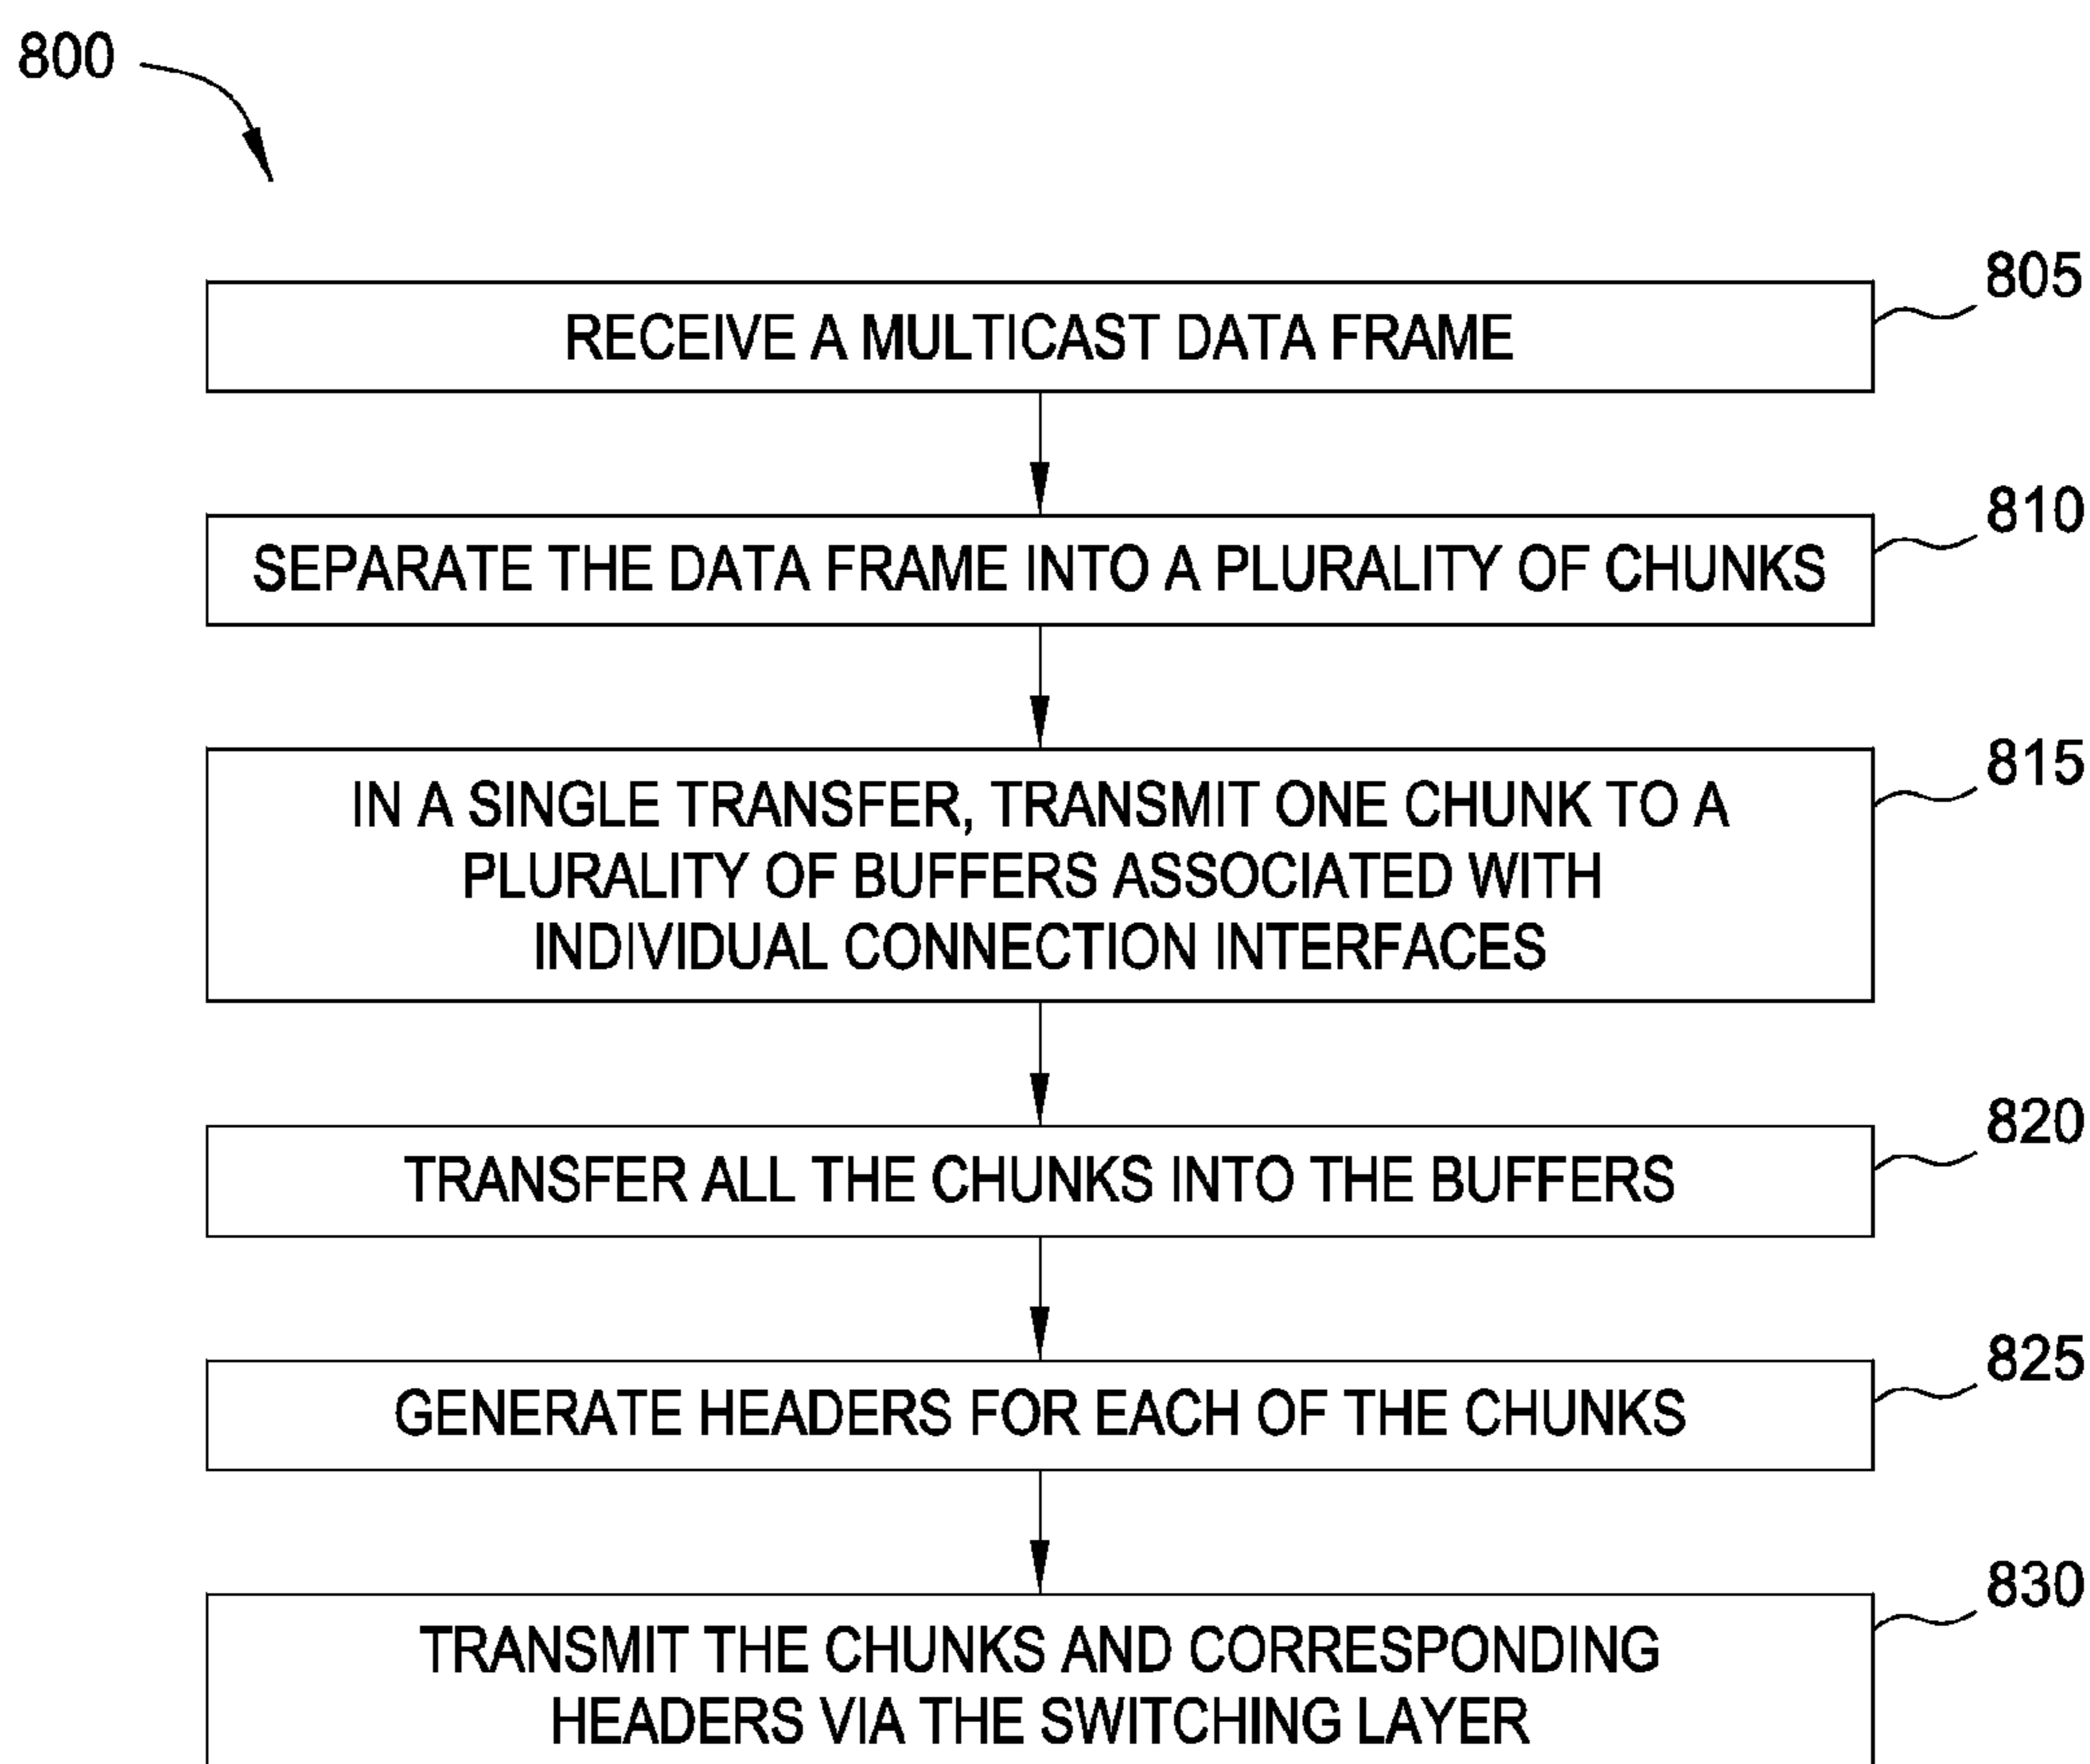 800
805
RECEIVE A MULTICAST DATA FRAME
810
SEPARATE THE DATA FRAME INTO A PLURALITY OF CHUNKS
815
IN A SINGLE TRANSFER, TRANSMIT ONE CHUNK TO A
PLURALITY OF BUFFERS ASSOCIATED WITH
INDIVIDUAL CONNECTION INTERFACES
820
TRANSFER ALL THE CHUNKS INTO THE BUFFERS
825
GENERATE HEADERS FOR EACH OF THE CHUNKS
830
TRANSMIT THE CHUNKS AND CORRESPONDING
HEADERS VIA THE SWITCHING LAYER